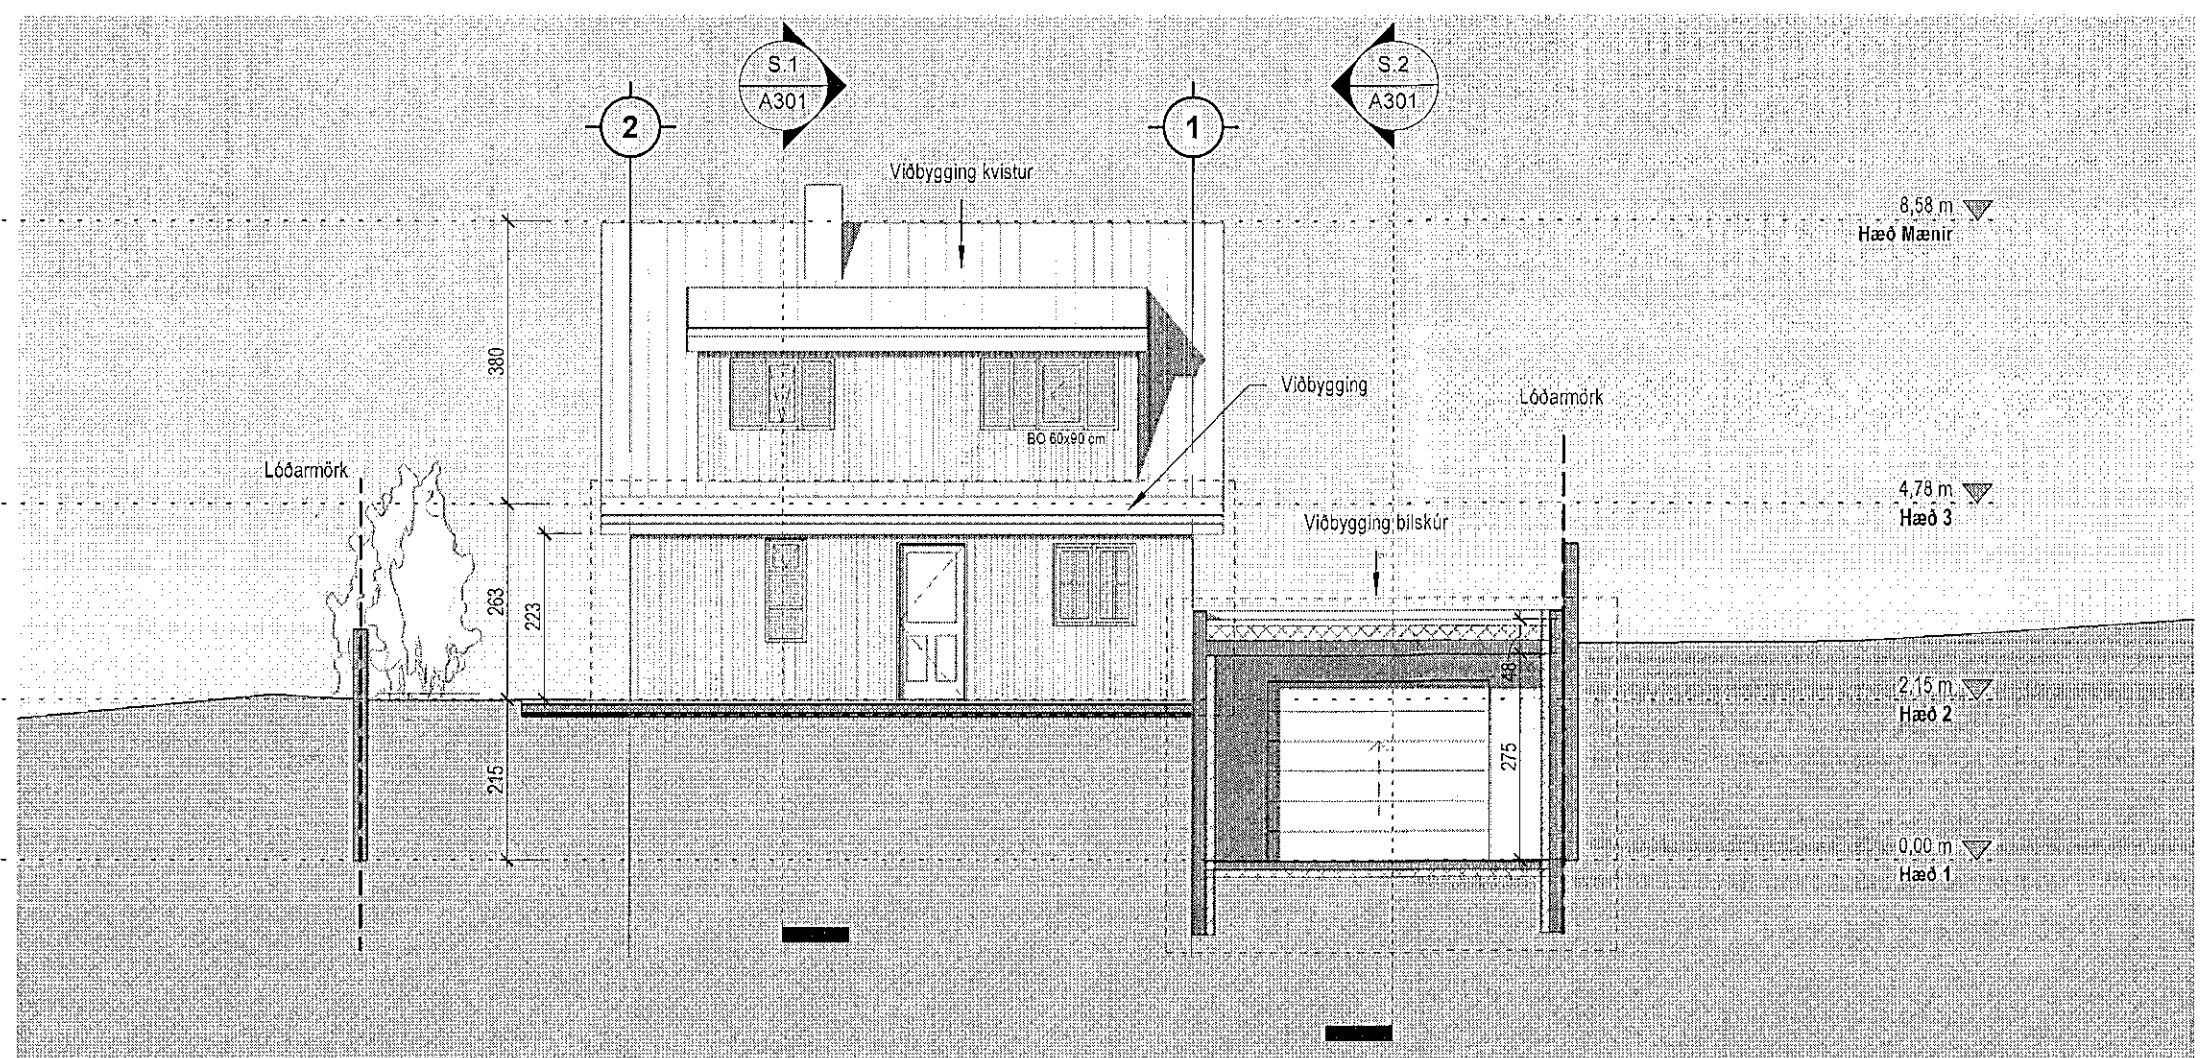 S.1
A301
S.2
A301
2
1
Viðbygging kvistur
8,58 m
Hæð Mænir
380
Viðbygging
Lóðarmörk
BO 60x90 cm
Lóðarmörk
4,78 m
Hæð 3
Viðbygging bílskúr
263
223
48
2,15 m
Hæð 2
215
275
0,00 m
Hæð 1